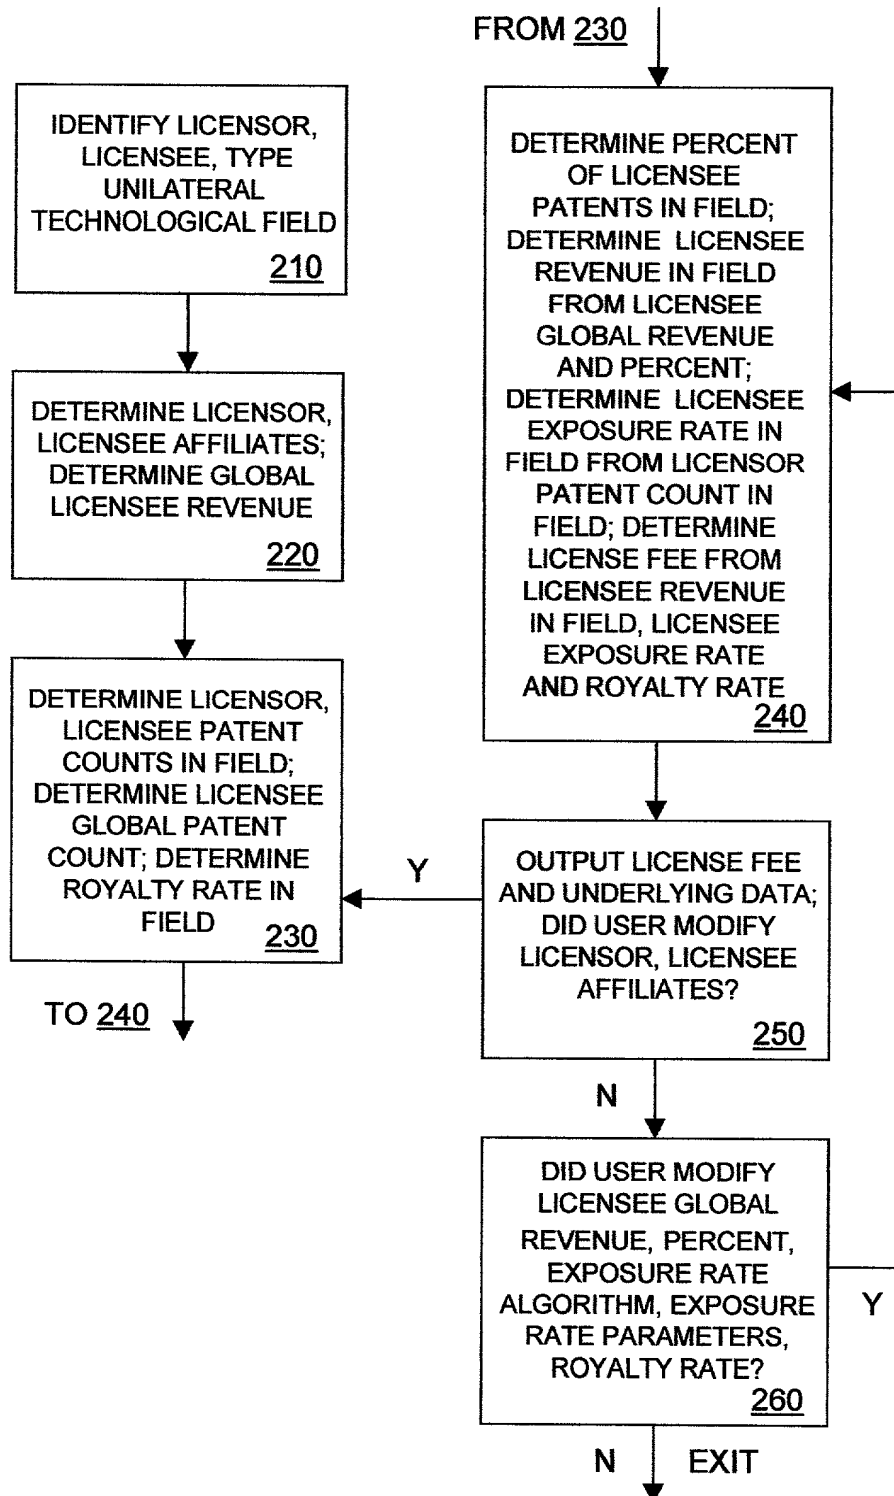 IDENTIFY LICENSOR,
LICENSEE, TYPE
UNILATERAL
TECHNOLOGICAL FIELD
210
DETERMINE LICENSOR,
LICENSEE AFFILIATES;
DETERMINE GLOBAL
LICENSEE REVENUE
220
DETERMINE LICENSOR,
LICENSEE PATENT
COUNTS IN FIELD;
DETERMINE LICENSEE
GLOBAL PATENT
COUNT; DETERMINE
ROYALTY RATE IN
FIELD
230
TO 240
FROM 230
DETERMINE PERCENT
OF LICENSEE
PATENTS IN FIELD;
DETERMINE LICENSEE
REVENUE IN FIELD
FROM LICENSEE
GLOBAL REVENUE
AND PERCENT;
DETERMINE LICENSEE
EXPOSURE RATE IN
FIELD FROM LICENSOR
PATENT COUNT IN
FIELD; DETERMINE
LICENSE FEE FROM
LICENSEE REVENUE
IN FIELD, LICENSEE
EXPOSURE RATE
AND ROYALTY RATE
240
Y
OUTPUT LICENSE FEE
AND UNDERLYING DATA;
DID USER MODIFY
LICENSOR, LICENSEE
AFFILIATES?
250
N
DID USER MODIFY
LICENSEE GLOBAL
REVENUE, PERCENT,
EXPOSURE RATE
ALGORITHM, EXPOSURE
RATE PARAMETERS,
ROYALTY RATE?
260
Y
N EXIT